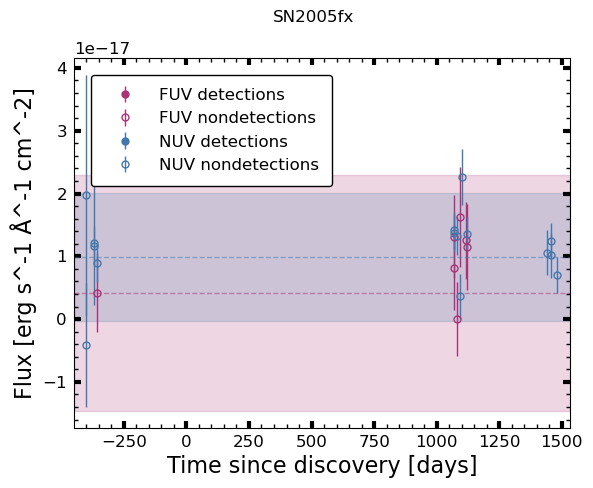 SN2005fx
1e−17
4
3
2
1
0
−1
Flux [erg s^-1 Å^-1 cm^-2]
FUV detections
FUV nondetections
NUV detections
NUV nondetections
−250 0 250 500 750 1000 1250 1500
Time since discovery [days]